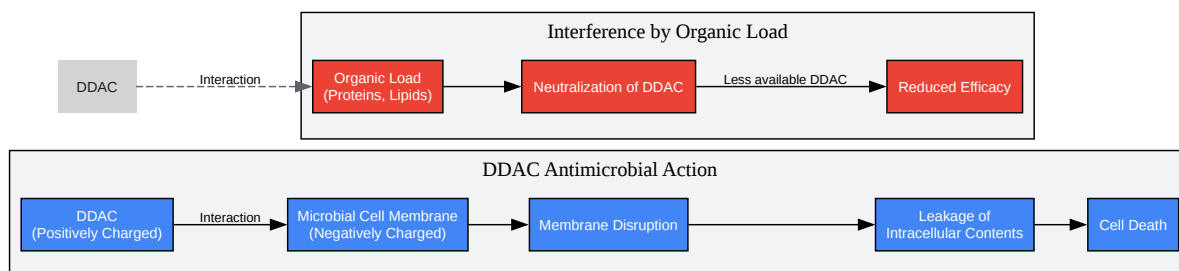 Interference by Organic Load
DDAC
Interaction
Organic Load
(Proteins, Lipids)
Neutralization of DDAC
Less available DDAC
Reduced Efficacy
DDAC Antimicrobial Action
DDAC
(Positively Charged)
Interaction
Microbial Cell Membrane
(Negatively Charged)
Membrane Disruption
Leakage of
Intracellular Contents
Cell Death